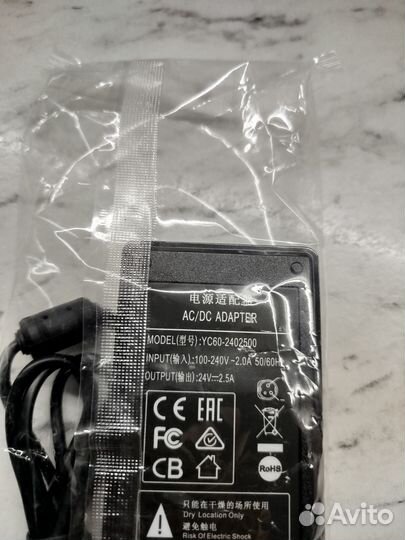 电源适配器
AC/DC ADAPTER
MODEL(型号):YC60-2402500
INPUT(输入):100-240V~2.0A 50/60H
OUTPUT(输出):24V⎓2.5A
CE EAC
FC
CB
RoHS
只能在干燥的场所使用
Dry Location Only
避免触电
Risk of Electric Shock
Avito